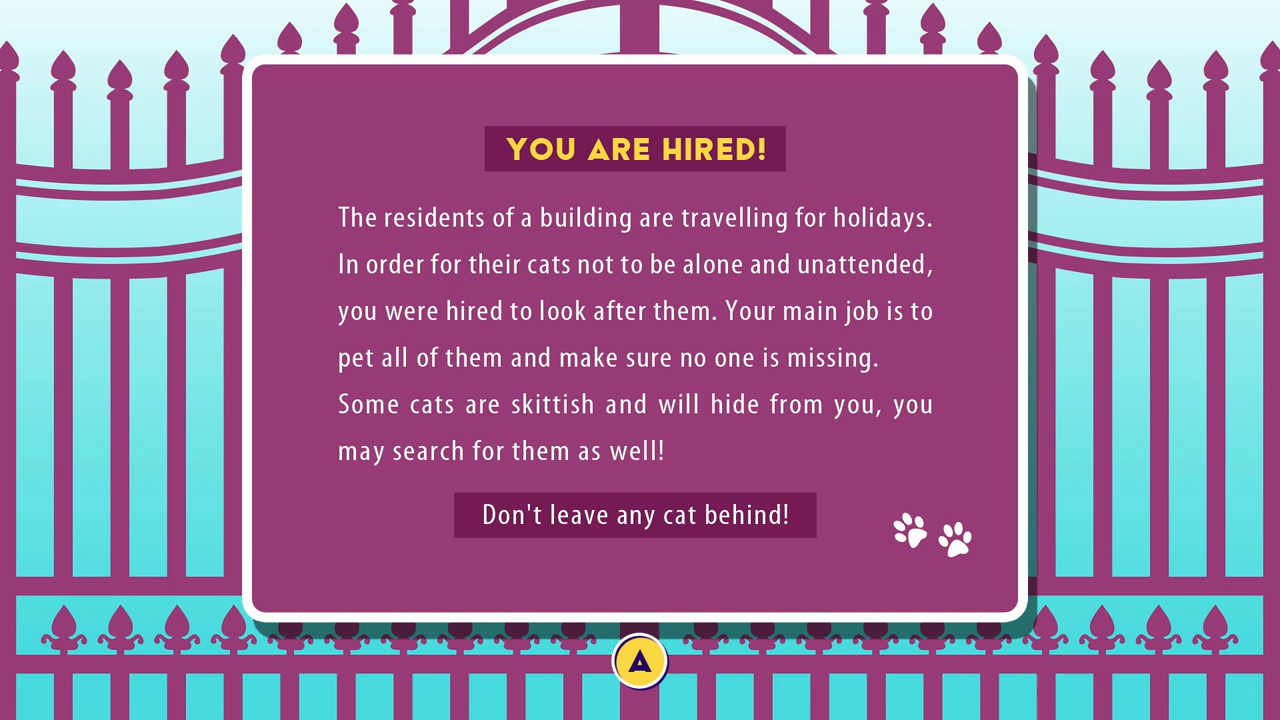 YOU ARE HIRED!
The residents of a building are travelling for holidays.
In order for their cats not to be alone and unattended,
you were hired to look after them. Your main job is to
pet all of them and make sure no one is missing.
Some cats are skittish and will hide from you, you
may search for them as well!
Don't leave any cat behind!
A